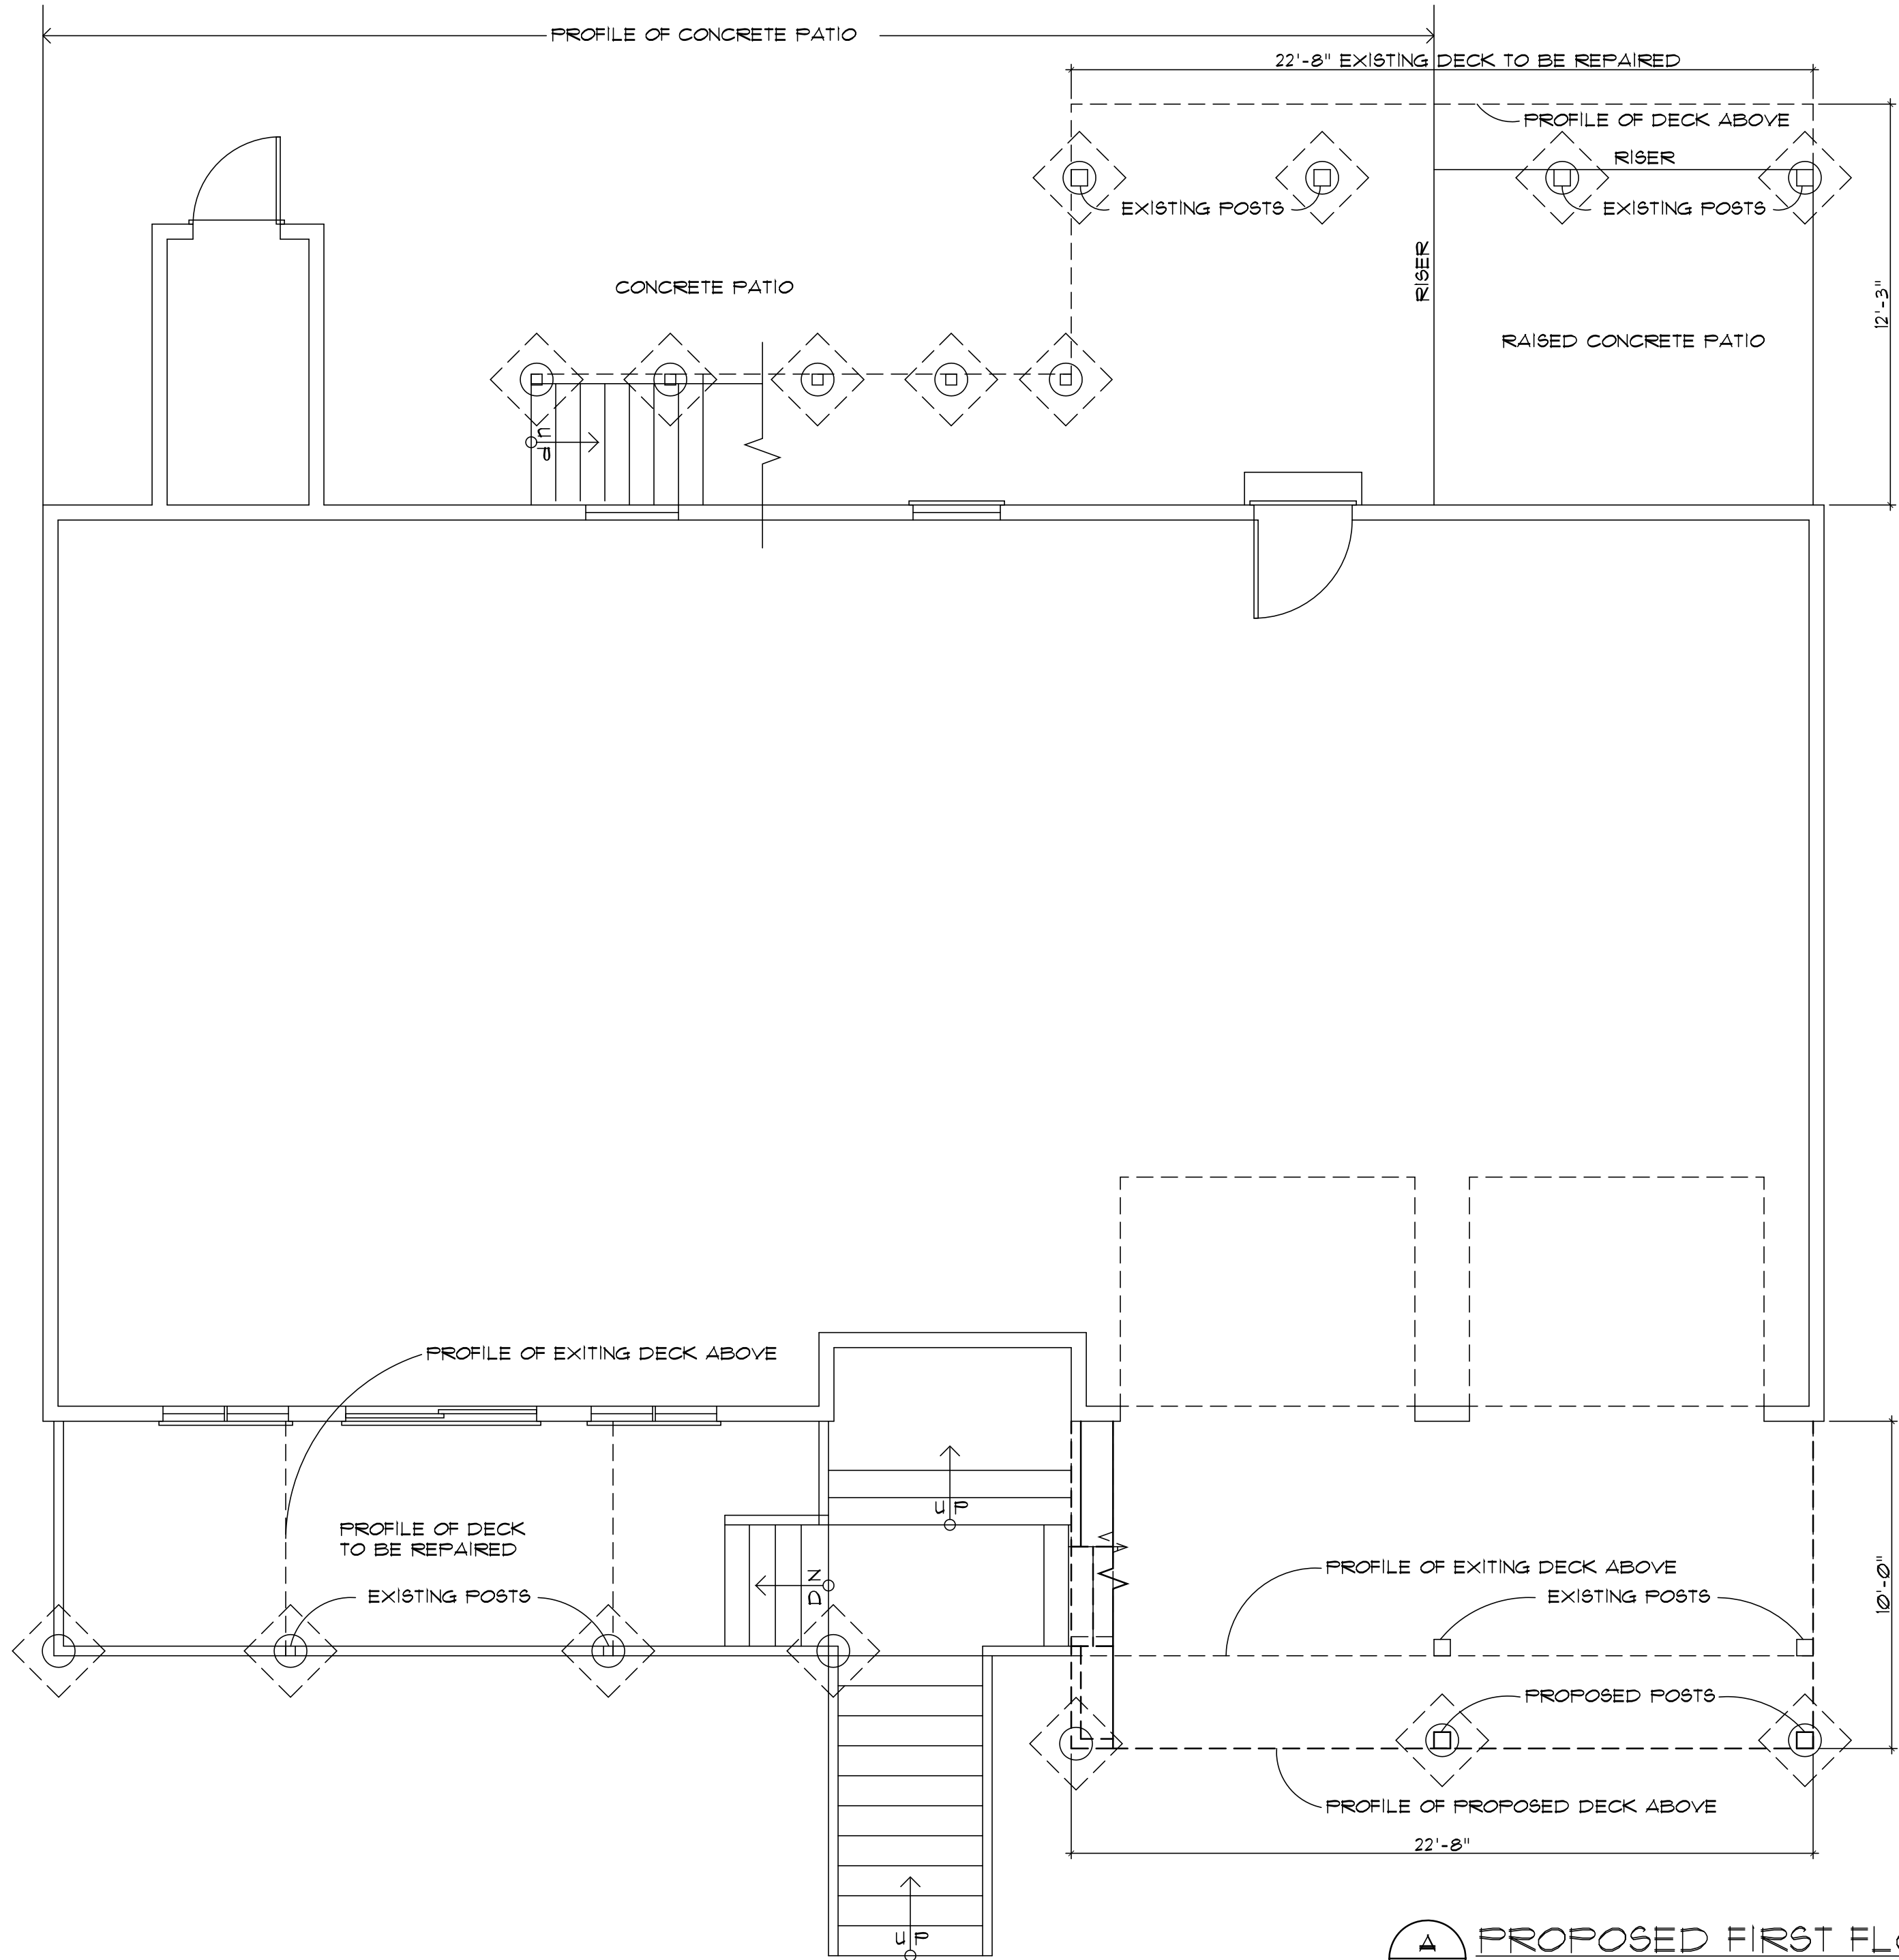 PROFILE OF CONCRETE PATIO
22'-8" EXISTING DECK TO BE REPAIRED
PROFILE OF DECK ABOVE
RISER
EXISTING POSTS
EXISTING POSTS
RISER
12'-3"
CONCRETE PATIO
RAISED CONCRETE PATIO
up
PROFILE OF EXITING DECK ABOVE
PROFILE OF DECK
TO BE REPAIRED
EXISTING POSTS
UP
DN
PROFILE OF EXITING DECK ABOVE
EXISTING POSTS
10'-0"
PROPOSED POSTS
PROFILE OF PROPOSED DECK ABOVE
22'-8"
UP
A
PROPOSED FIRST